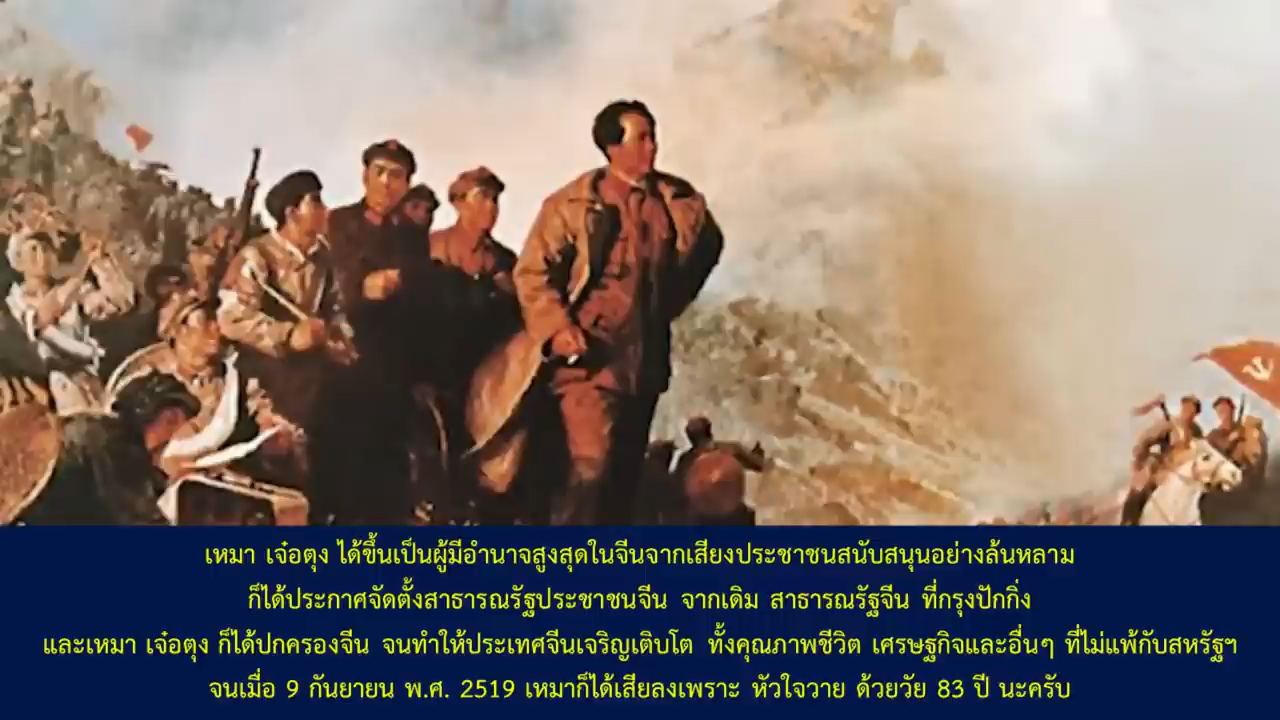 เหมา เจ๋อตุง ได้ขึ้นเป็นผู้มีอำนาจสูงสุดในจีนจากเสียงประชาชนสนับสนุนอย่างล้นหลาม
ก็ได้ประกาศจัดตั้งสาธารณรัฐประชาชนจีน จากเดิม สาธารณรัฐจีน ที่กรุงปักกิ่ง
และเหมา เจ๋อตุง ก็ได้ปกครองจีน จนทำให้ประเทศจีนเจริญเติบโต ทั้งคุณภาพชีวิต เศรษฐกิจและอื่นๆ ที่ไม่แพ้กับสหรัฐฯ
จนเมื่อ 9 กันยายน พ.ศ. 2519 เหมาก็ได้เสียลงเพราะ หัวใจวาย ด้วยวัย 83 ปี นะครับ